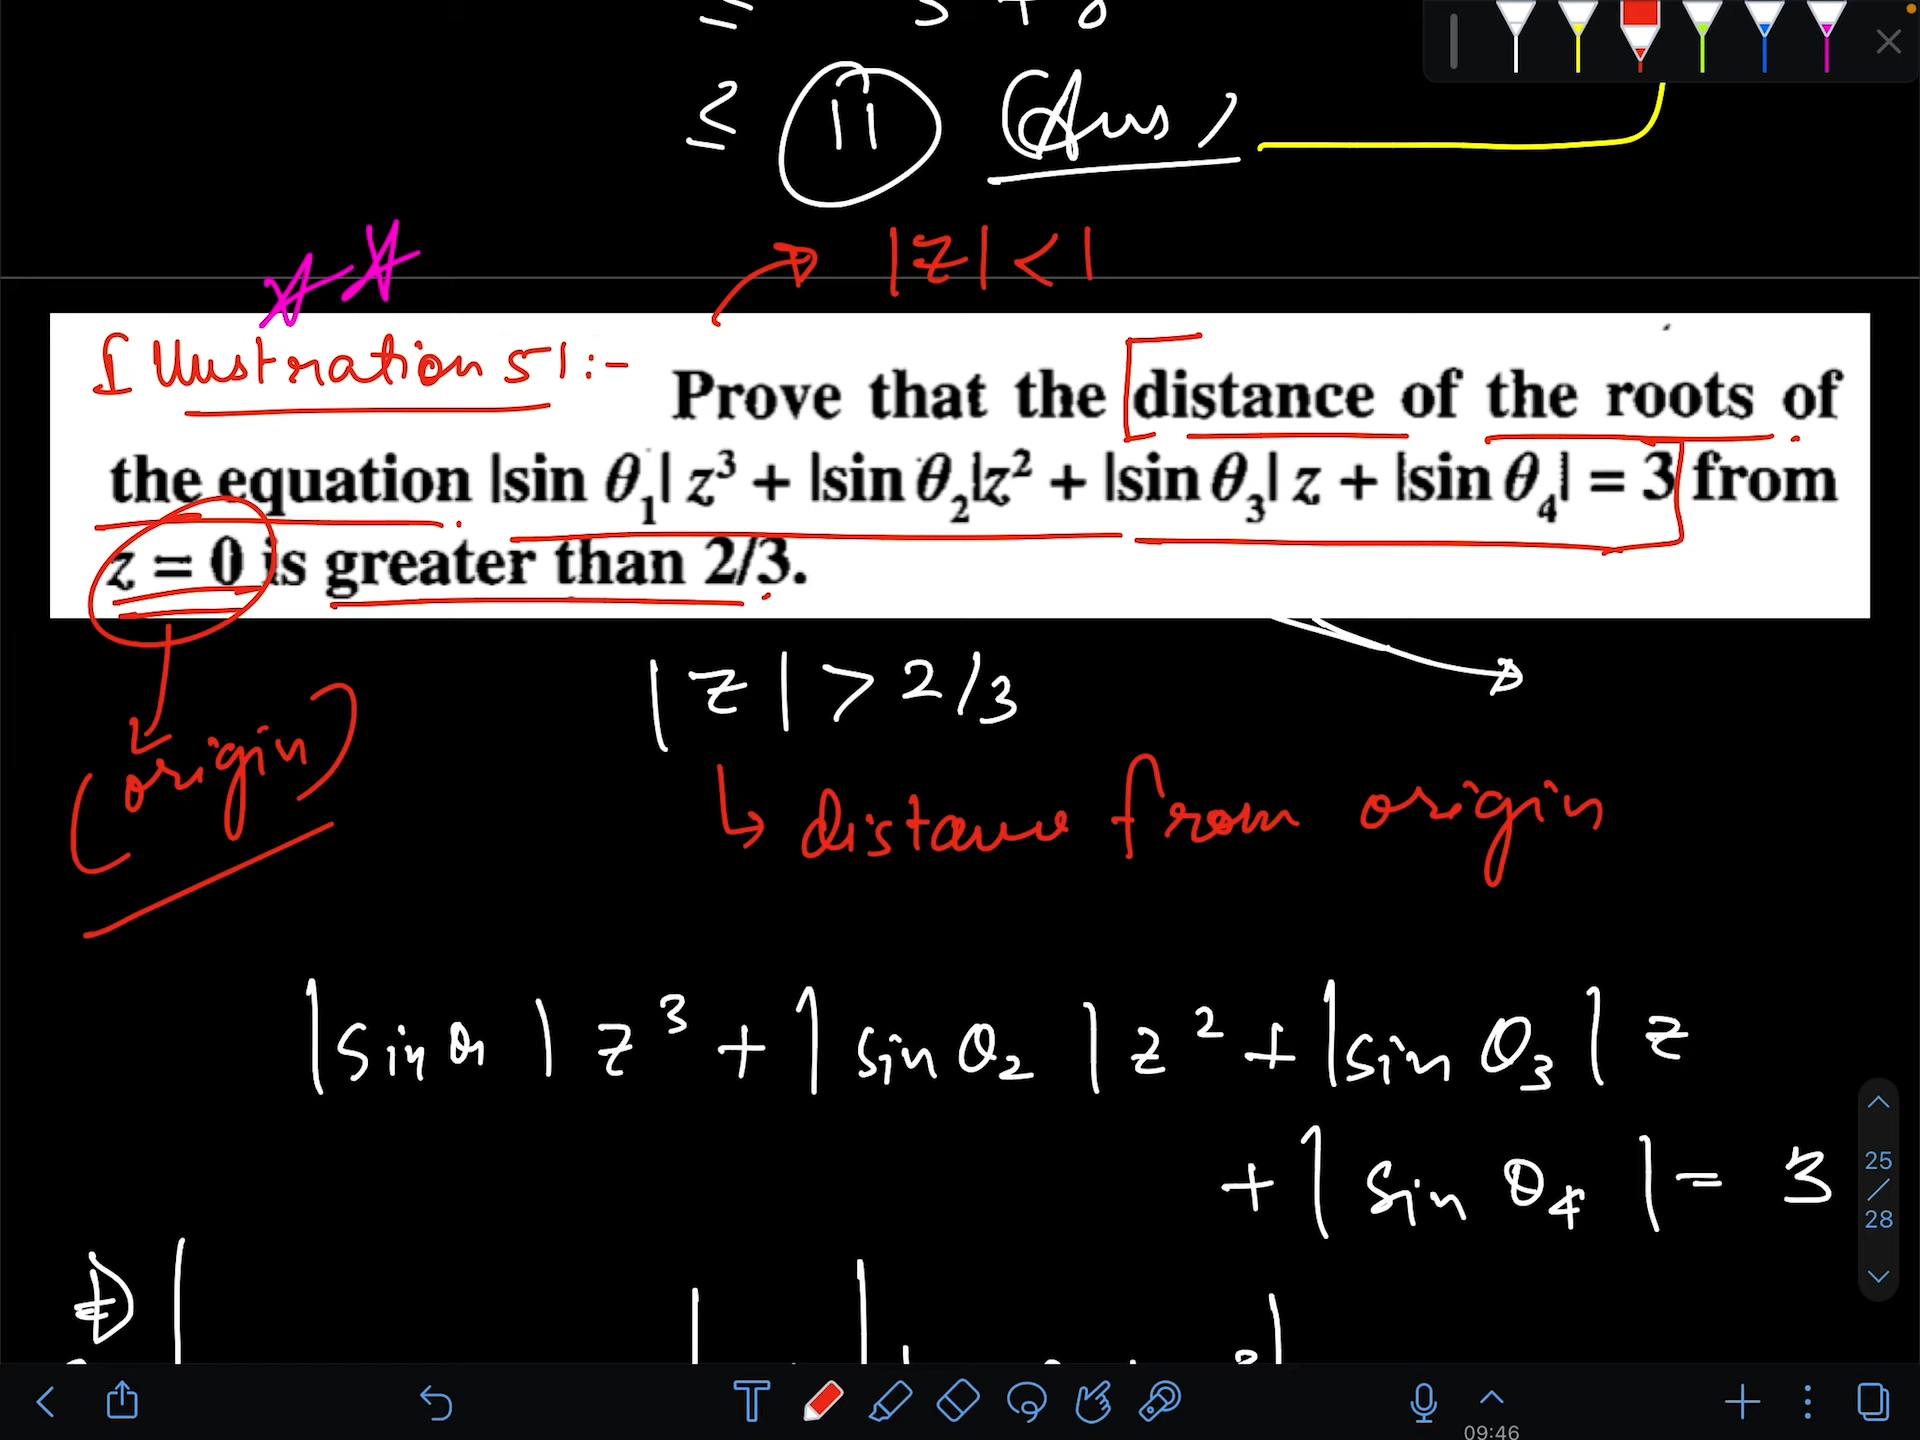 ≤ 11 (Ans)
|z| < 1
Illustration 51:- Prove that the distance of the roots of
the equation |sin θ₁| z³ + |sin θ₂|z² + |sin θ₃| z + |sin θ₄| = 3 from
z = 0 is greater than 2/3.
|z| > 2/3
(origin)
↳ distance from origin
|sin θ₁| z³ + |sin θ₂| z² + |sin θ₃| z
+ |sin θ₄| = 3
25
/
28
T
09:46